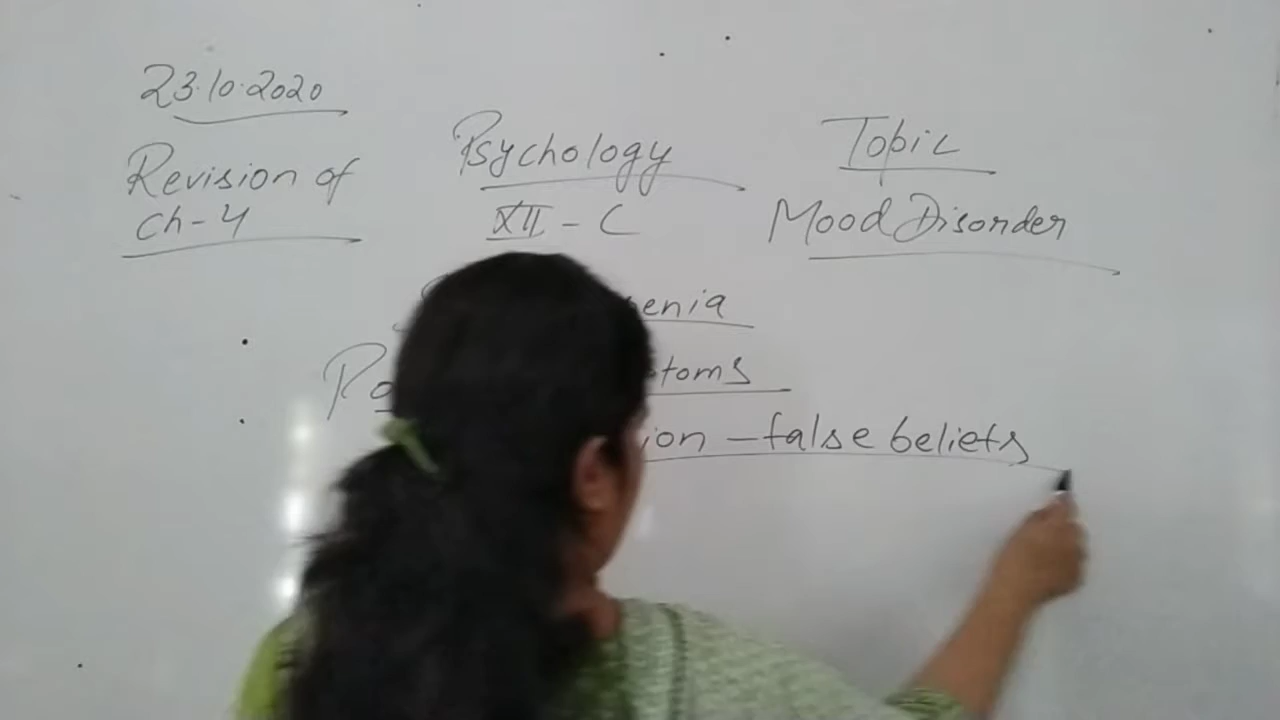 23.10.2020
Revision of
Ch-4
Psychology
XII - C
Topic
Mood Disorder
enia
toms
ion - false beliefs